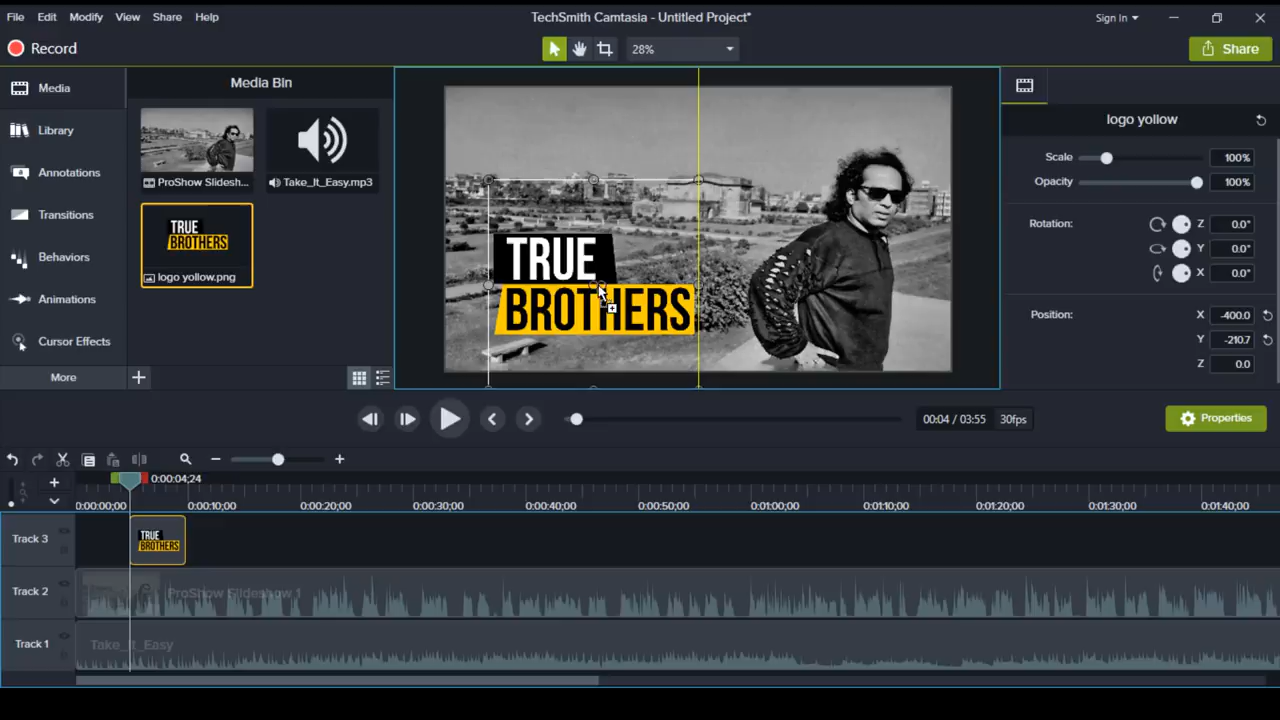 File Edit Modify View Share Help
TechSmith Camtasia - Untitled Project*
Sign In
Record
28%
Share
Media
Library
Annotations
Transitions
Behaviors
Animations
Cursor Effects
More
Media Bin
ProShow Slidesh...
Take_It_Easy.mp3
TRUE
BROTHERS
logo yollow.png
TRUE
BROTHERS
logo yollow
Scale 100%
Opacity 100%
Rotation: Z 0.0°
Y 0.0°
X 0.0°
Position: X -400.0
Y -210.7
Z 0.0
00:04 / 03:55 30fps
Properties
0:00:04;24
0:00:00;00 0:00:10;00 0:00:20;00 0:00:30;00 0:00:40;00 0:00:50;00 0:01:00;00 0:01:10;00 0:01:20;00 0:01:30;00 0:01:40;00
Track 3
TRUE
BROTHERS
Track 2
ProShow Slideshow 1
Track 1
Take_It_Easy